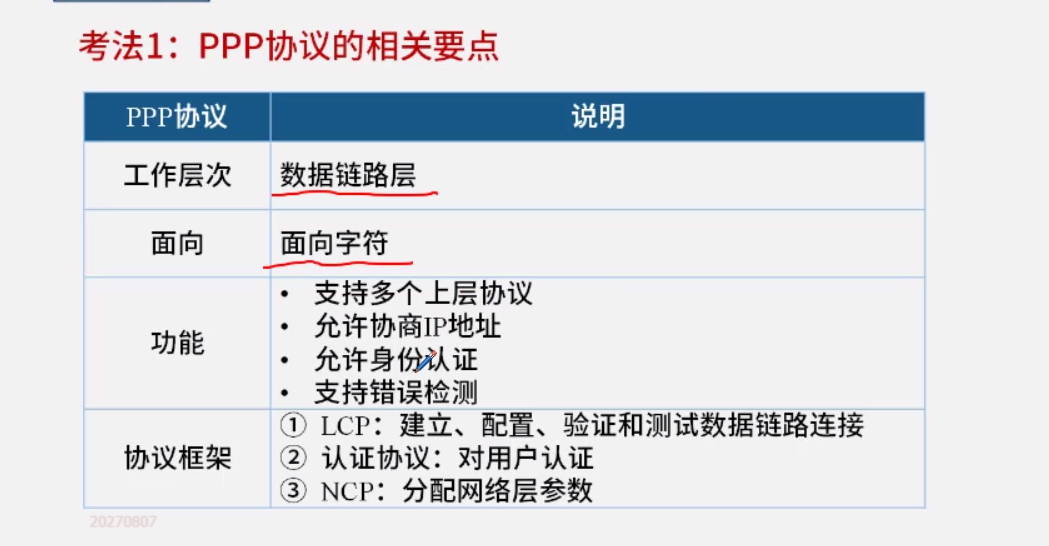 考法1：PPP协议的相关要点
PPP协议
说明
工作层次
数据链路层
面向
面向字符
功能
• 支持多个上层协议
• 允许协商IP地址
• 允许身份认证
• 支持错误检测
协议框架
① LCP：建立、配置、验证和测试数据链路连接
② 认证协议：对用户认证
③ NCP：分配网络层参数
20270807